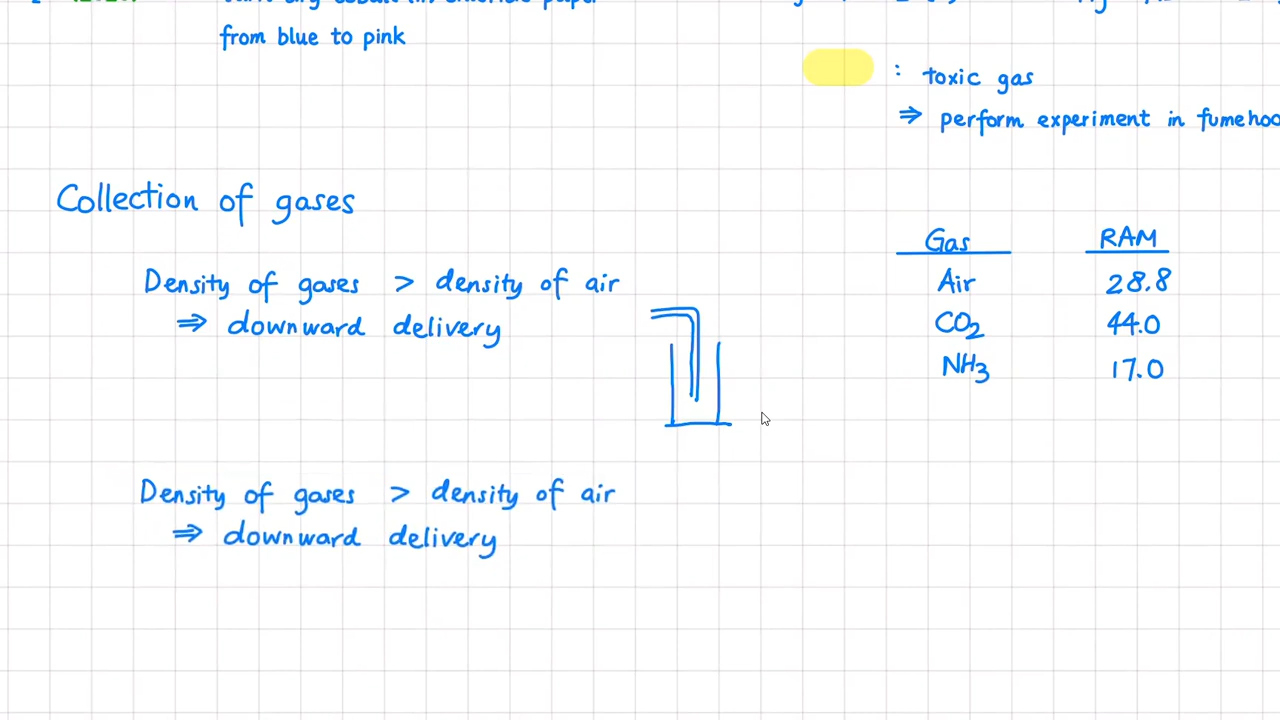 from blue to pink
: toxic gas
⇒ perform experiment in fumehoo
Collection of gases
Density of gases > density of air
⇒ downward delivery
Gas RAM
Air 28.8
CO₂ 44.0
NH₃ 17.0
Density of gases > density of air
⇒ downward delivery